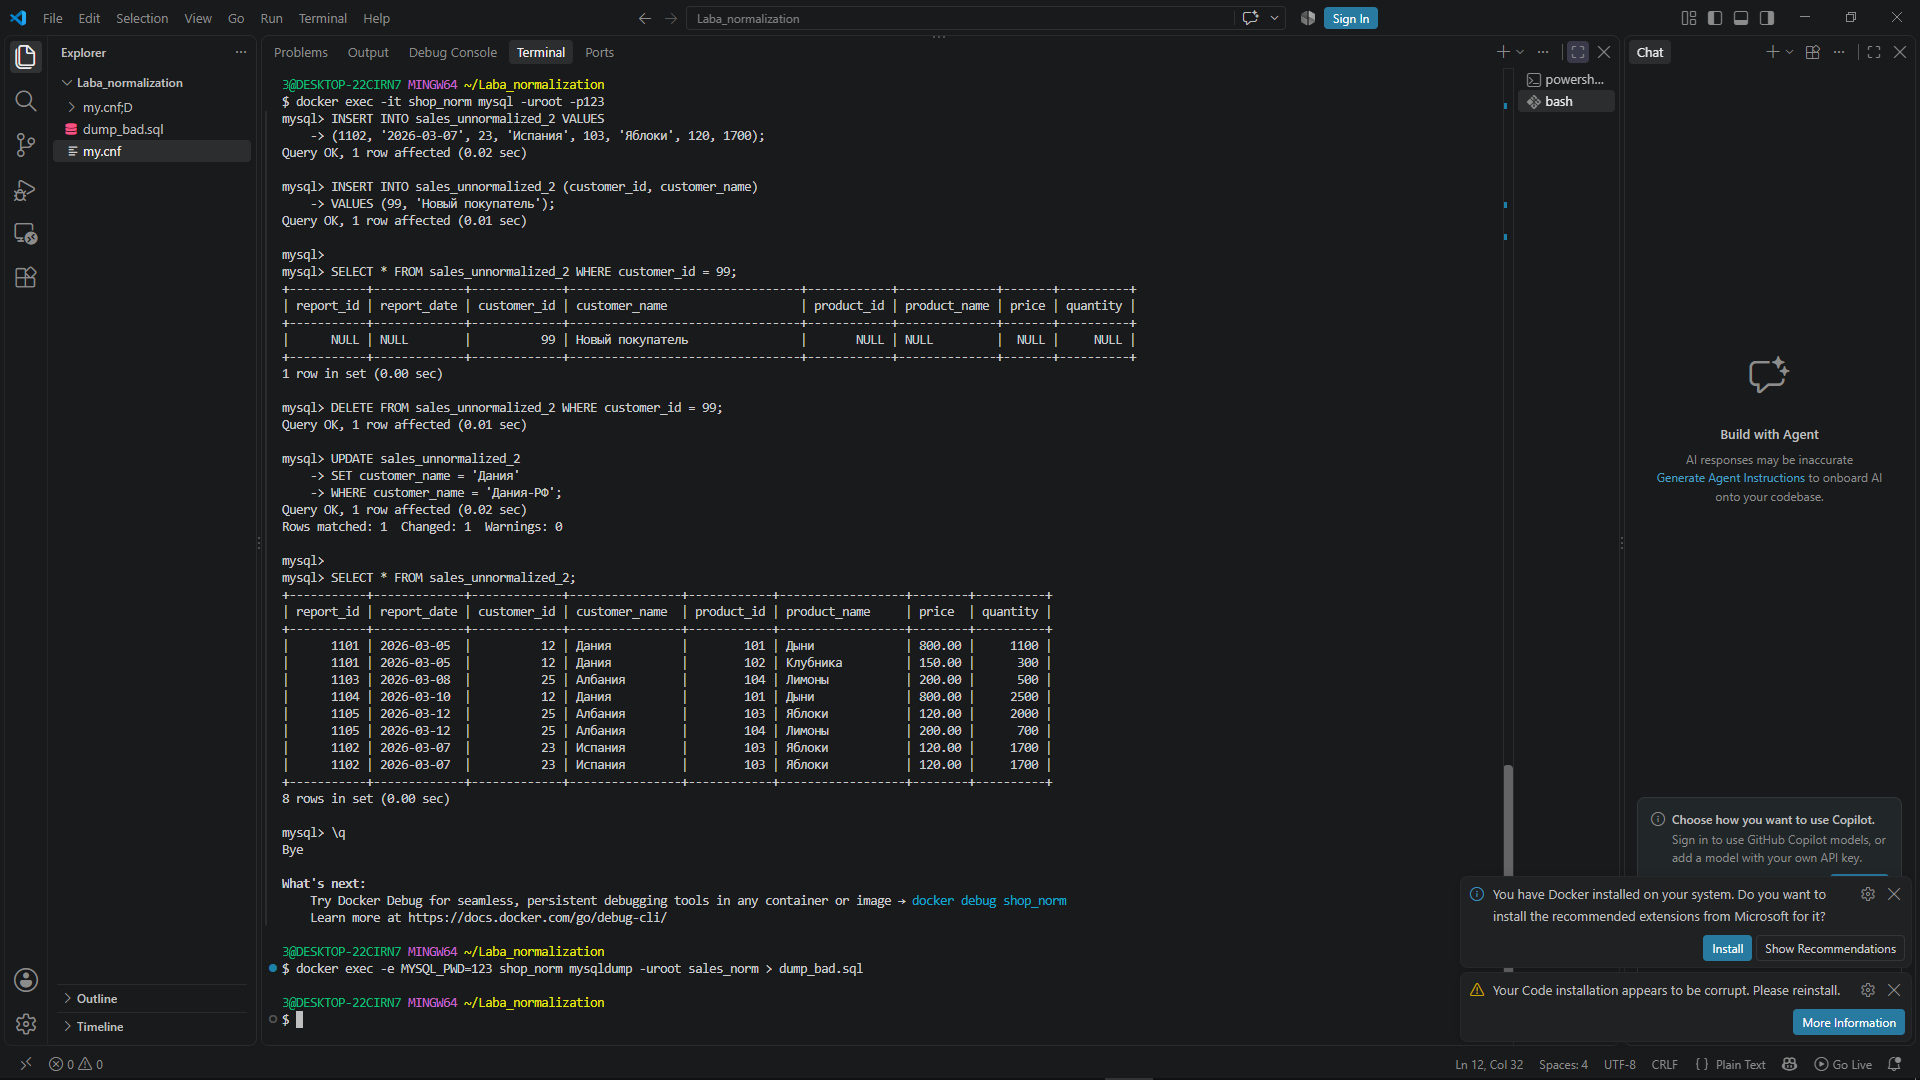 File Edit Selection View Go Run Terminal Help
Laba_normalization
Sign In
Explorer
Laba_normalization
my.cnf;D
dump_bad.sql
my.cnf
Outline
Timeline
Problems Output Debug Console Terminal Ports
3@DESKTOP-22CIRN7 MINGW64 ~/Laba_normalization
$ docker exec -it shop_norm mysql -uroot -p123
mysql> INSERT INTO sales_unnormalized_2 VALUES
    -> (1102, '2026-03-07', 23, 'Испания', 103, 'Яблоки', 120, 1700);
Query OK, 1 row affected (0.02 sec)
mysql> INSERT INTO sales_unnormalized_2 (customer_id, customer_name)
    -> VALUES (99, 'Новый покупатель');
Query OK, 1 row affected (0.01 sec)
mysql>
mysql> SELECT * FROM sales_unnormalized_2 WHERE customer_id = 99;
+-----------+-------------+-------------+---------------------------------+------------+--------------+-------+----------+
| report_id | report_date | customer_id | customer_name                   | product_id | product_name | price | quantity |
+-----------+-------------+-------------+---------------------------------+------------+--------------+-------+----------+
|      NULL | NULL        |          99 | Новый покупатель                |       NULL | NULL         |  NULL |     NULL |
+-----------+-------------+-------------+---------------------------------+------------+--------------+-------+----------+
1 row in set (0.00 sec)
mysql> DELETE FROM sales_unnormalized_2 WHERE customer_id = 99;
Query OK, 1 row affected (0.01 sec)
mysql> UPDATE sales_unnormalized_2
    -> SET customer_name = 'Дания'
    -> WHERE customer_name = 'Дания-РФ';
Query OK, 1 row affected (0.02 sec)
Rows matched: 1  Changed: 1  Warnings: 0
mysql>
mysql> SELECT * FROM sales_unnormalized_2;
+-----------+-------------+-------------+----------------+------------+------------------+--------+----------+
| report_id | report_date | customer_id | customer_name  | product_id | product_name     | price  | quantity |
+-----------+-------------+-------------+----------------+------------+------------------+--------+----------+
|      1101 | 2026-03-05  |          12 | Дания          |        101 | Дыни             | 800.00 |     1100 |
|      1101 | 2026-03-05  |          12 | Дания          |        102 | Клубника         | 150.00 |      300 |
|      1103 | 2026-03-08  |          25 | Албания        |        104 | Лимоны           | 200.00 |      500 |
|      1104 | 2026-03-10  |          12 | Дания          |        101 | Дыни             | 800.00 |     2500 |
|      1105 | 2026-03-12  |          25 | Албания        |        103 | Яблоки           | 120.00 |     2000 |
|      1105 | 2026-03-12  |          25 | Албания        |        104 | Лимоны           | 200.00 |      700 |
|      1102 | 2026-03-07  |          23 | Испания        |        103 | Яблоки           | 120.00 |     1700 |
|      1102 | 2026-03-07  |          23 | Испания        |        103 | Яблоки           | 120.00 |     1700 |
+-----------+-------------+-------------+----------------+------------+------------------+--------+----------+
8 rows in set (0.00 sec)
mysql> \q
Bye
What's next:
    Try Docker Debug for seamless, persistent debugging tools in any container or image → docker debug shop_norm
    Learn more at https://docs.docker.com/go/debug-cli/
3@DESKTOP-22CIRN7 MINGW64 ~/Laba_normalization
$ docker exec -e MYSQL_PWD=123 shop_norm mysqldump -uroot sales_norm > dump_bad.sql
3@DESKTOP-22CIRN7 MINGW64 ~/Laba_normalization
$
powersh...
bash
Chat
Build with Agent
AI responses may be inaccurate
Generate Agent Instructions to onboard AI
onto your codebase.
Choose how you want to use Copilot.
Sign in to use GitHub Copilot models, or
add a model with your own API key.
You have Docker installed on your system. Do you want to
install the recommended extensions from Microsoft for it?
Install Show Recommendations
Your Code installation appears to be corrupt. Please reinstall.
More Information
0 0
Ln 12, Col 32 Spaces: 4 UTF-8 CRLF {} Plain Text Go Live